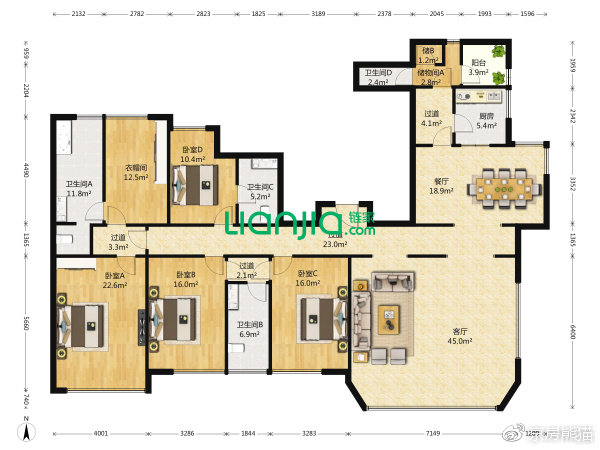 2132 2782 2823 1825 3189 2378 2045 1993 1596
959
2204
4490
1365
5660
740
1959
2342
3352
1365
6400
储B
1.2m²
阳台
3.9m²
卫生间D
2.4m²
储物间A
2.8m²
过道
4.1m²
厨房
5.4m²
卧室D
10.4m²
衣帽间
12.5m²
卫生间A
11.8m²
卫生间C
5.2m²
餐厅
18.9m²
Lianjia 链家
.com
过道
3.3m²
23.0m²
卧室A
22.6m²
卧室B
16.0m²
过道
2.1m²
卧室C
16.0m²
卫生间B
6.9m²
客厅
45.0m²
N
4001 3286 1844 3283 7149